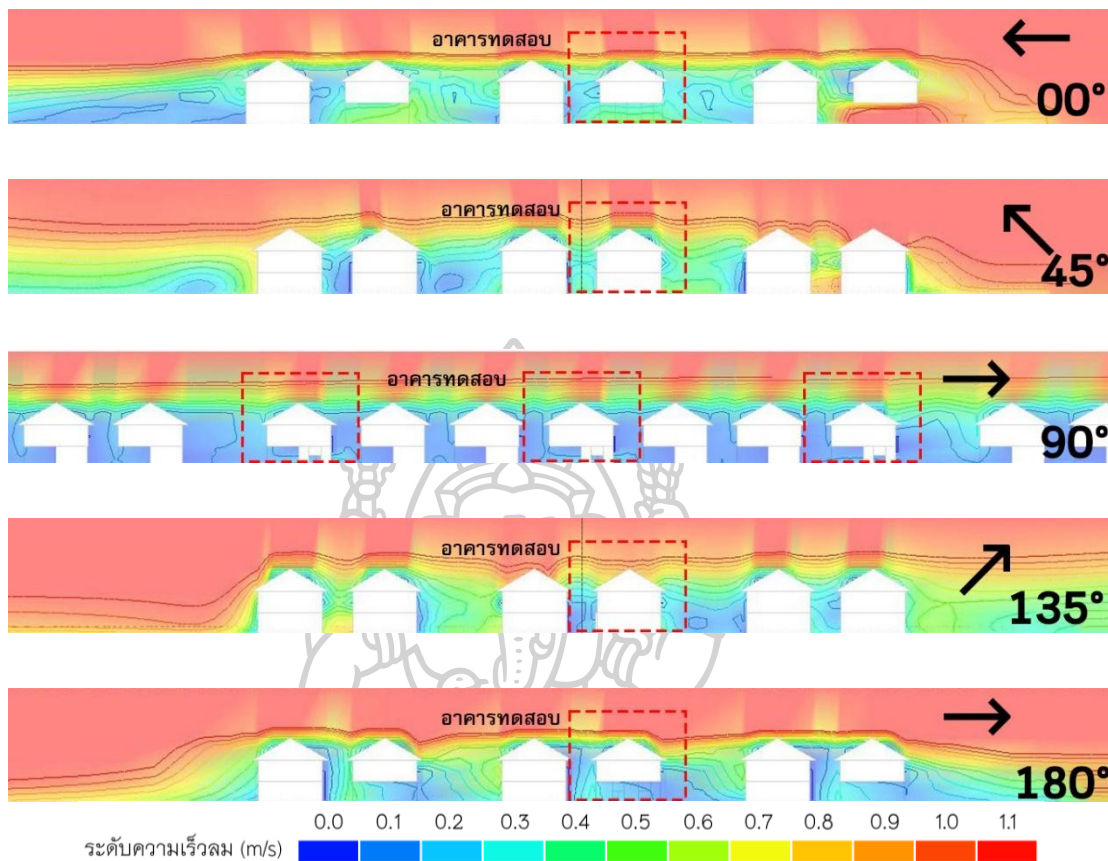 อาคารทดสอบ
00°
อาคารทดสอบ
45°
อาคารทดสอบ
90°
อาคารทดสอบ
135°
อาคารทดสอบ
180°
0.0 0.1 0.2 0.3 0.4 0.5 0.6 0.7 0.8 0.9 1.0 1.1
ระดับความเร็วลม (m/s)